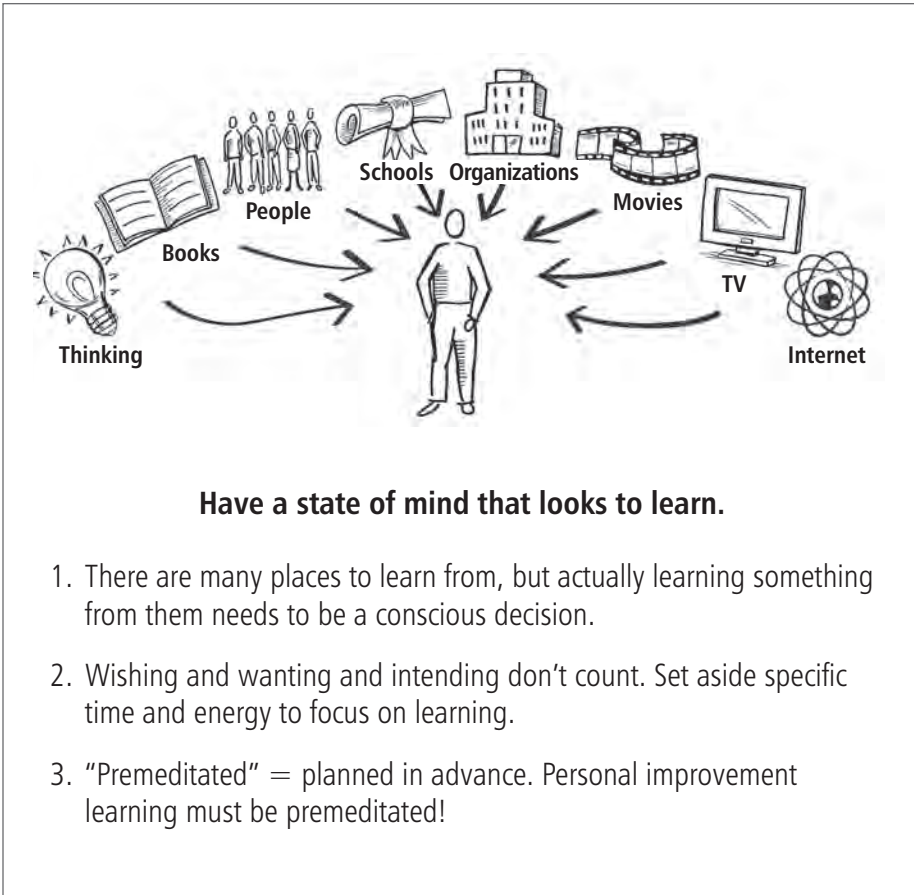 Schools Organizations
People
Movies
Books
TV
Thinking
Internet
Have a state of mind that looks to learn.
1. There are many places to learn from, but actually learning something
from them needs to be a conscious decision.
2. Wishing and wanting and intending don’t count. Set aside specific
time and energy to focus on learning.
3. “Premeditated” = planned in advance. Personal improvement
learning must be premeditated!